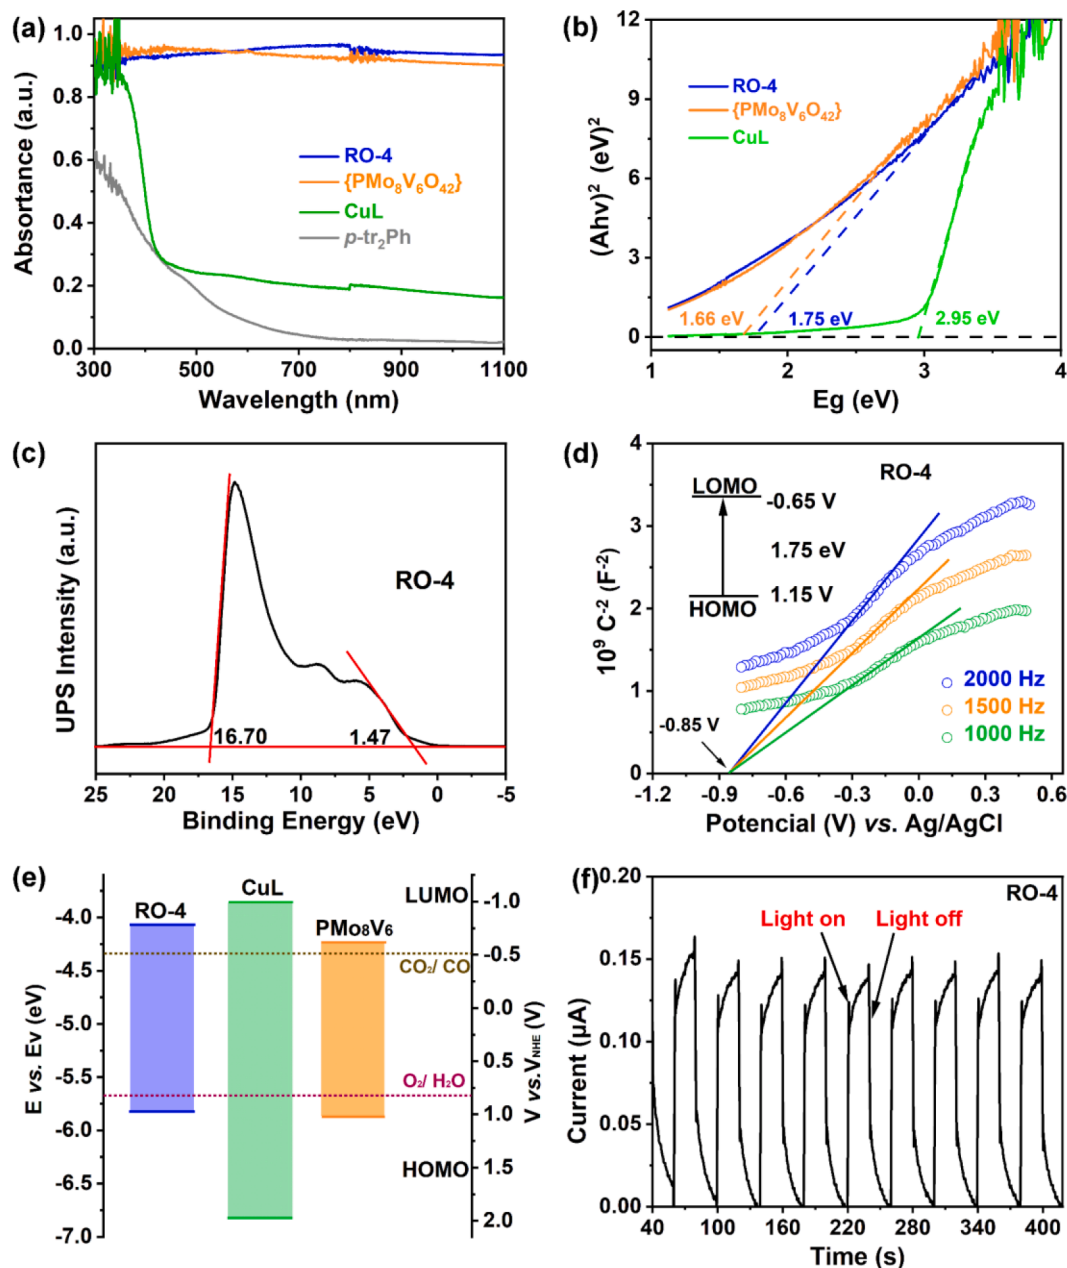 (a)
1.0
0.8
0.6
0.4
0.2
0.0
Absortance (a.u.)
RO-4
{PMo₈V₆O₄₂}
CuL
p-tr₂Ph
300 500 700 900 1100
Wavelength (nm)
(b)
12
9
6
3
0
(Ahv)² (eV)²
RO-4
{PMo₈V₆O₄₂}
CuL
1.66 eV 1.75 eV 2.95 eV
1 2 3 4
Eg (eV)
(c)
UPS Intensity (a.u.)
RO-4
16.70 1.47
25 20 15 10 5 0 -5
Binding Energy (eV)
(d)
RO-4
4
3
2
1
0
10⁹ C⁻² (F⁻²)
LOMO
-0.65 V
1.75 eV
1.15 V
HOMO
2000 Hz
1500 Hz
1000 Hz
-0.85 V
-1.2 -0.9 -0.6 -0.3 0.0 0.3 0.6
Potencial (V) vs. Ag/AgCl
(e)
-4.0
-4.5
-5.0
-5.5
-6.0
-6.5
-7.0
E vs. Ev (eV)
RO-4
CuL
PMo₈V₆
LUMO
CO₂/ CO
O₂/ H₂O
HOMO
-1.0
-0.5
0.0
0.5
1.0
1.5
2.0
V vs.V_NHE (V)
(f)
RO-4
0.20
0.15
0.10
0.05
0.00
Current (µA)
Light on
Light off
40 100 160 220 280 340 400
Time (s)